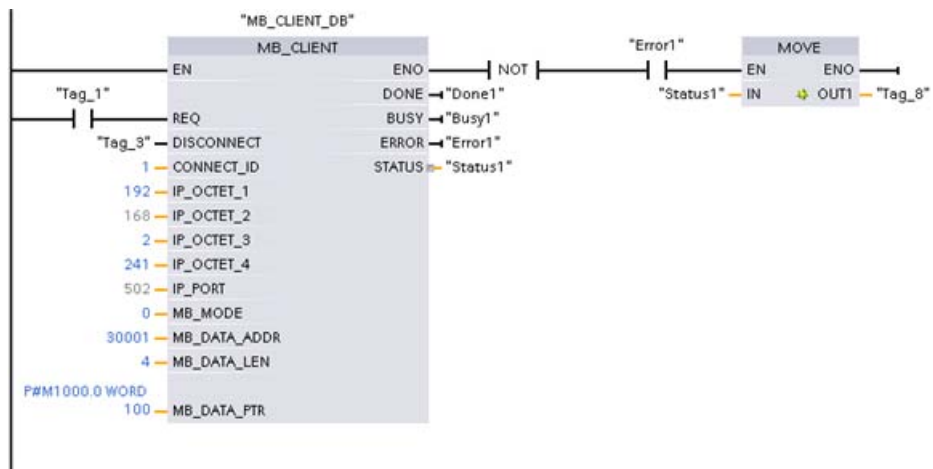 "MB_CLIENT_DB"
MB_CLIENT
"Error1"
MOVE
EN ENO NOT EN ENO
"Tag_1" DONE "Done1" "Status1" IN OUT1 "Tag_8"
REQ BUSY "Busy1"
"Tag_3" DISCONNECT ERROR "Error1"
1 CONNECT_ID STATUS "Status1"
192 IP_OCTET_1
168 IP_OCTET_2
2 IP_OCTET_3
241 IP_OCTET_4
502 IP_PORT
0 MB_MODE
30001 MB_DATA_ADDR
4 MB_DATA_LEN
P#M1000.0 WORD
100 MB_DATA_PTR